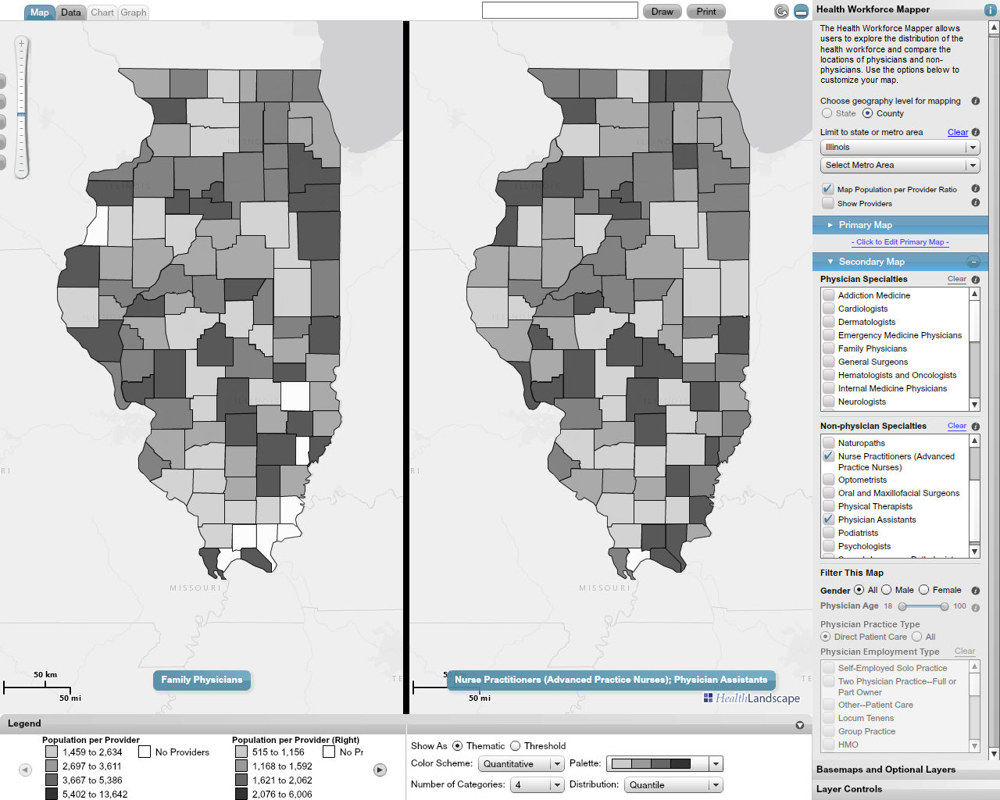 Map
Data
Chart
Graph
Draw
Print
Health Workforce Mapper
The Health Workforce Mapper allows
users to explore the distribution of the
health workforce and compare the
locations of physicians and non-
physicians. Use the options below to
customize your map.
Choose geography level for mapping
State
County
Limit to state or metro area
Clear
Illinois
Select Metro Area
Map Population per Provider Ratio
Show Providers
Primary Map
- Click to Edit Primary Map -
Secondary Map
Physician Specialties
Clear
Addiction Medicine
Cardiologists
Dermatologists
Emergency Medicine Physicians
Family Physicians
General Surgeons
Hematologists and Oncologists
Internal Medicine Physicians
Neurologists
Non-physician Specialties
Clear
Naturopaths
Nurse Practitioners (Advanced
Practice Nurses)
Optometrists
Oral and Maxillofacial Surgeons
Physical Therapists
Physician Assistants
Podiatrists
Psychologists
Filter This Map
Gender
All
Male
Female
Physician Age
18
100
Physician Practice Type
Direct Patient Care
All
Physician Employment Type
Clear
Self-Employed Solo Practice
Two Physician Practice--Full or
Part Owner
Other--Patient Care
Locum Tenens
Group Practice
HMO
Basemaps and Optional Layers
Layer Controls
ILLINOIS
ILLINOIS
MISSOURI
MISSOURI
50 km
50 mi
Family Physicians
50 mi
Nurse Practitioners (Advanced Practice Nurses); Physician Assistants
HealthLandscape
Legend
Population per Provider
1,459 to 2,634
2,697 to 3,611
3,667 to 5,386
5,402 to 13,642
No Providers
Population per Provider (Right)
515 to 1,156
1,168 to 1,592
1,621 to 2,062
2,076 to 6,006
No Pr
Show As
Thematic
Threshold
Color Scheme:
Quantitative
Palette:
Number of Categories:
4
Distribution:
Quantile